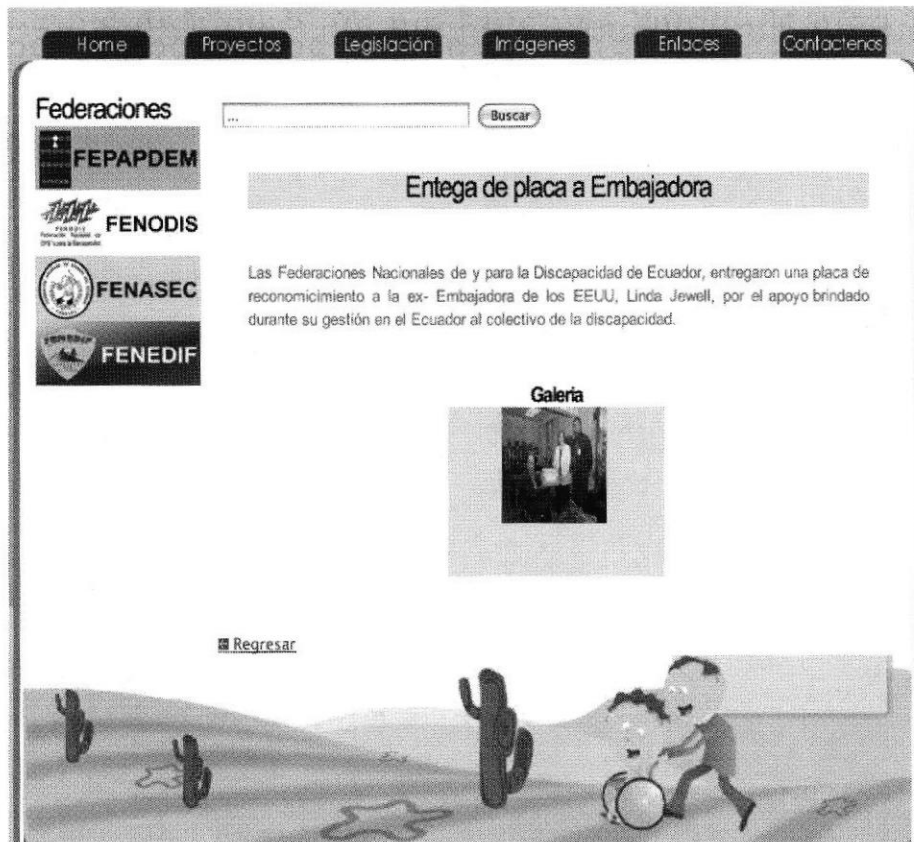 Home Proyectos Legislación Imágenes Enlaces Contactenos
Federaciones
... Buscar
FEPAPDEM
FENODIS
FENASEC
FENEDIF
Entega de placa a Embajadora
Las Federaciones Nacionales de y para la Discapacidad de Ecuador, entregaron una placa de
reconomicimiento a la ex- Embajadora de los EEUU, Linda Jewell, por el apoyo brindado
durante su gestión en el Ecuador al colectivo de la discapacidad.
Galeria
Regresar